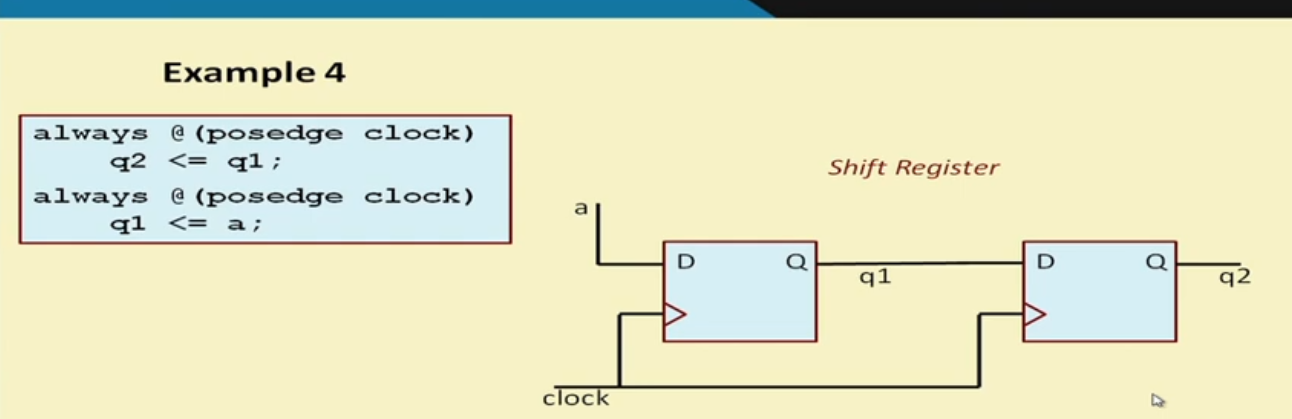 Example 4
always @(posedge clock)
q2 <= q1;
always @(posedge clock)
q1 <= a;
Shift Register
a
D Q
q1
D Q
q2
clock